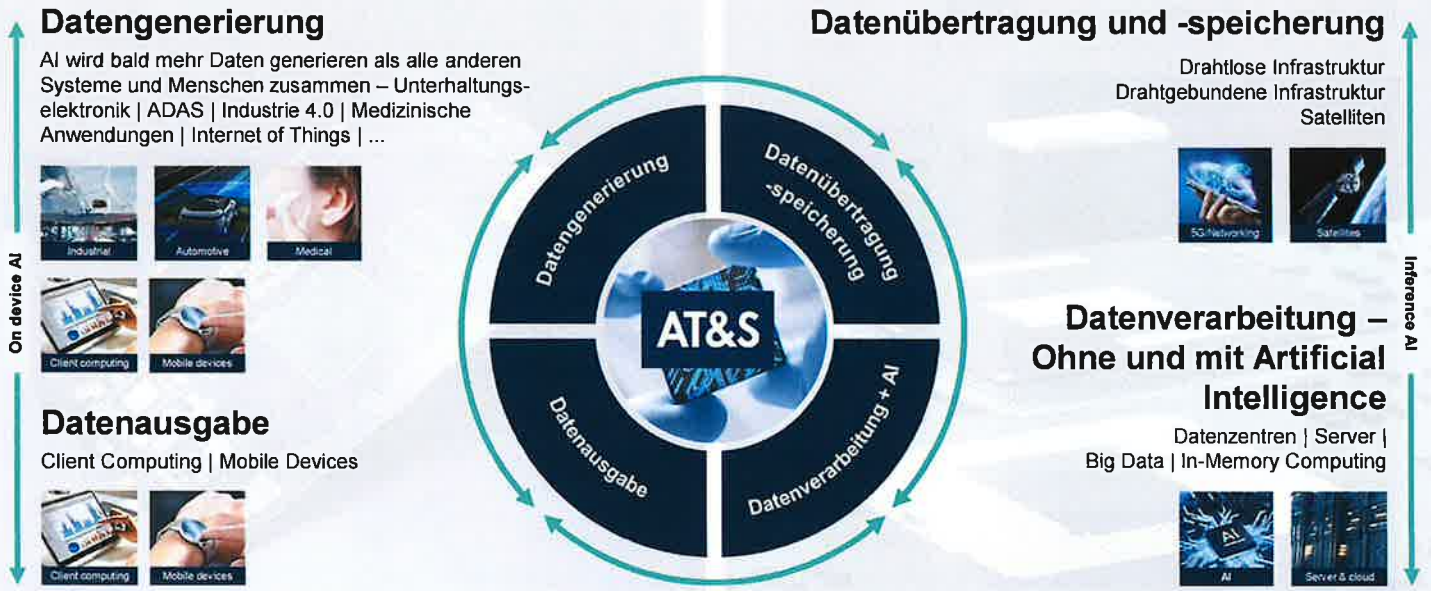 Datengenerierung
AI wird bald mehr Daten generieren als alle anderen
Systeme und Menschen zusammen – Unterhaltungs-
elektronik | ADAS | Industrie 4.0 | Medizinische
Anwendungen | Internet of Things | ...
Industrial
Automotive
Medical
Client computing
Mobile devices
On device AI
Datenausgabe
Client Computing | Mobile Devices
Client computing
Mobile devices
Datengenerierung
Datenübertragung
-speicherung
AT&S
Datenausgabe
Datenverarbeitung + AI
Datenübertragung und -speicherung
Drahtlose Infrastruktur
Drahtgebundene Infrastruktur
Satelliten
5G/Networking
Satellites
Inference AI
Datenverarbeitung –
Ohne und mit Artificial
Intelligence
Datenzentren | Server |
Big Data | In-Memory Computing
AI
AI
Server & cloud